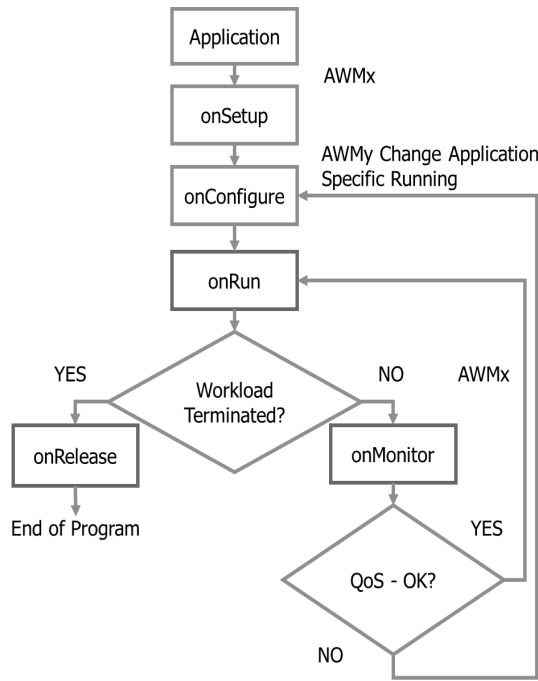 Application
AWMx
onSetup
AWMy Change Application
Specific Running
onConfigure
onRun
YES
NO
AWMx
Workload
Terminated?
onRelease
onMonitor
End of Program
YES
QoS - OK?
NO